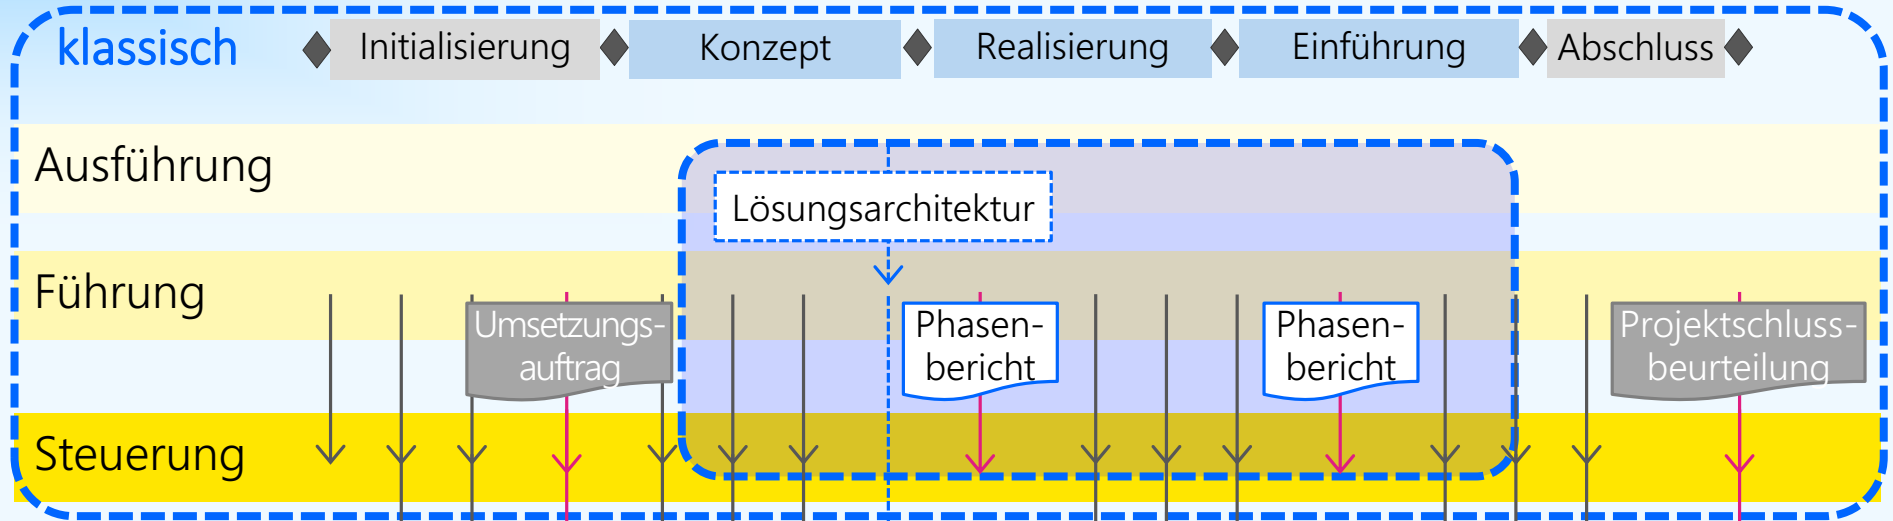 klassisch
Initialisierung
Konzept
Realisierung
Einführung
Abschluss
Ausführung
Lösungsarchitektur
Führung
Umsetzungs-
auftrag
Phasen-
bericht
Phasen-
bericht
Projektschluss-
beurteilung
Steuerung